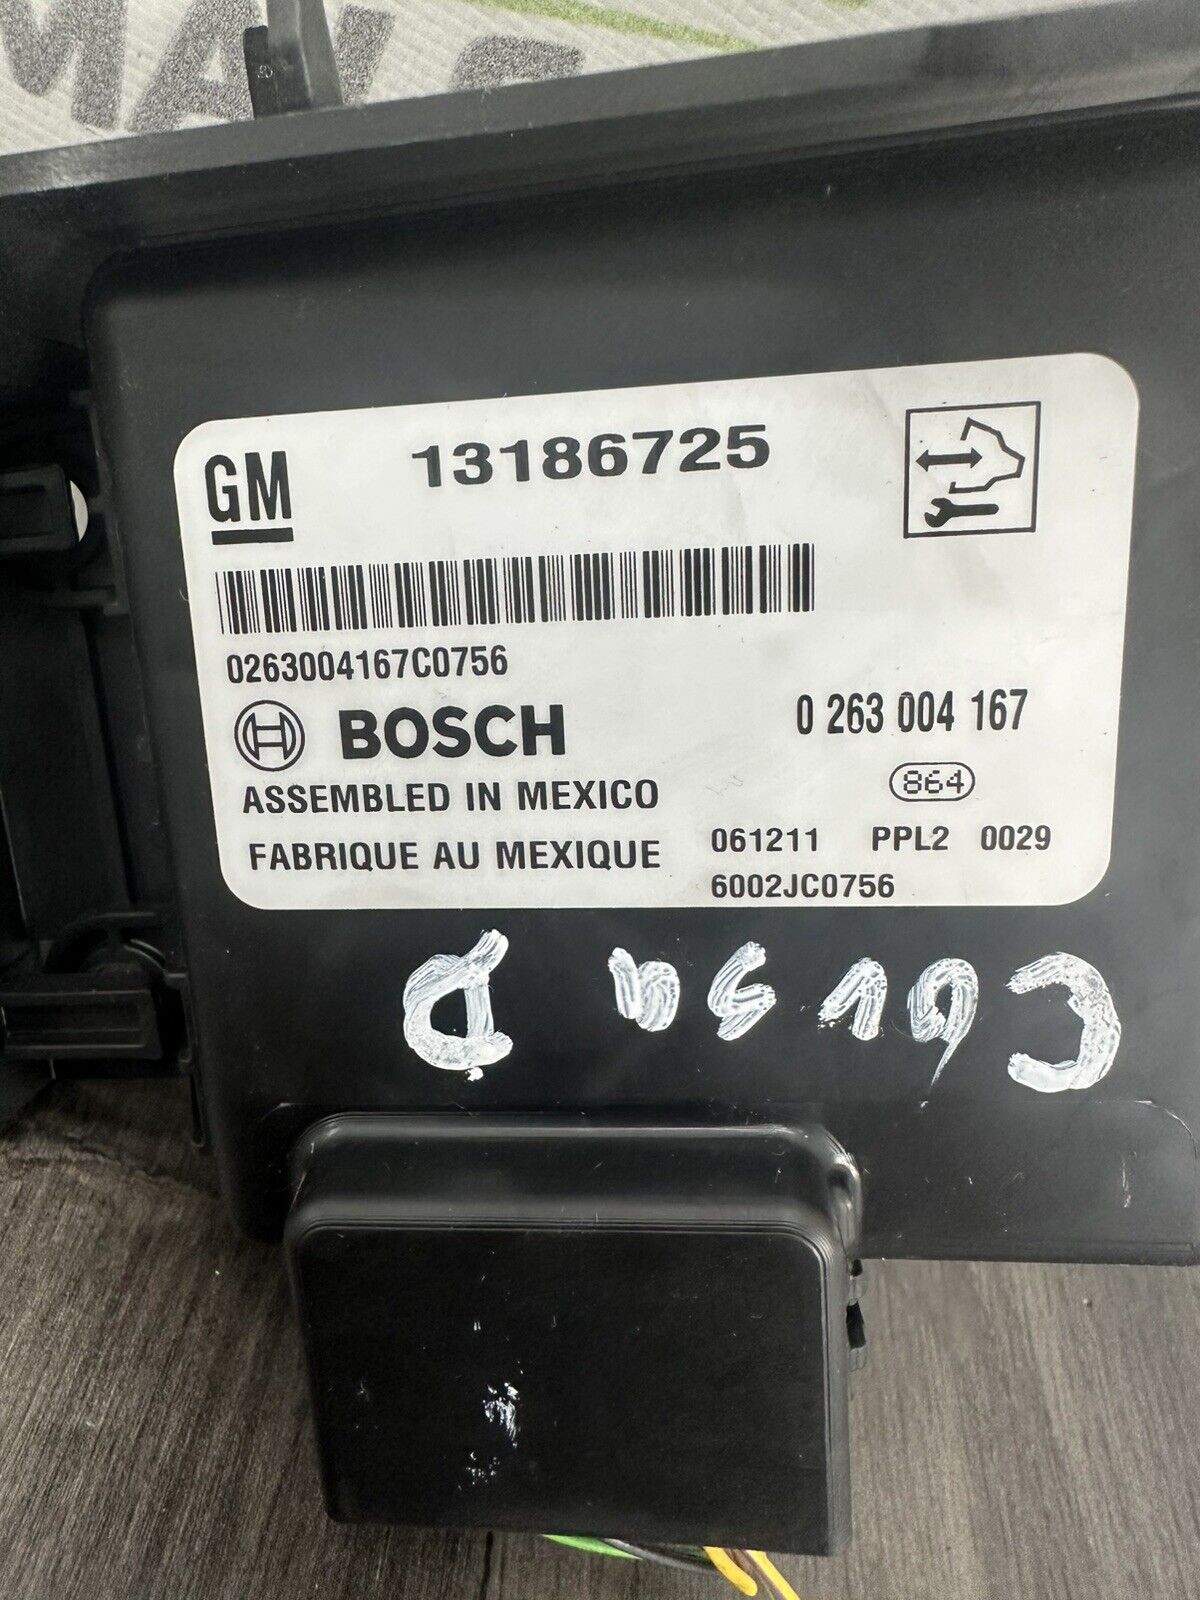 GM 13186725
0263004167C0756
BOSCH 0 263 004 167
864
ASSEMBLED IN MEXICO
FABRIQUE AU MEXIQUE
061211 PPL2 0029
6002JC0756
Corsa D